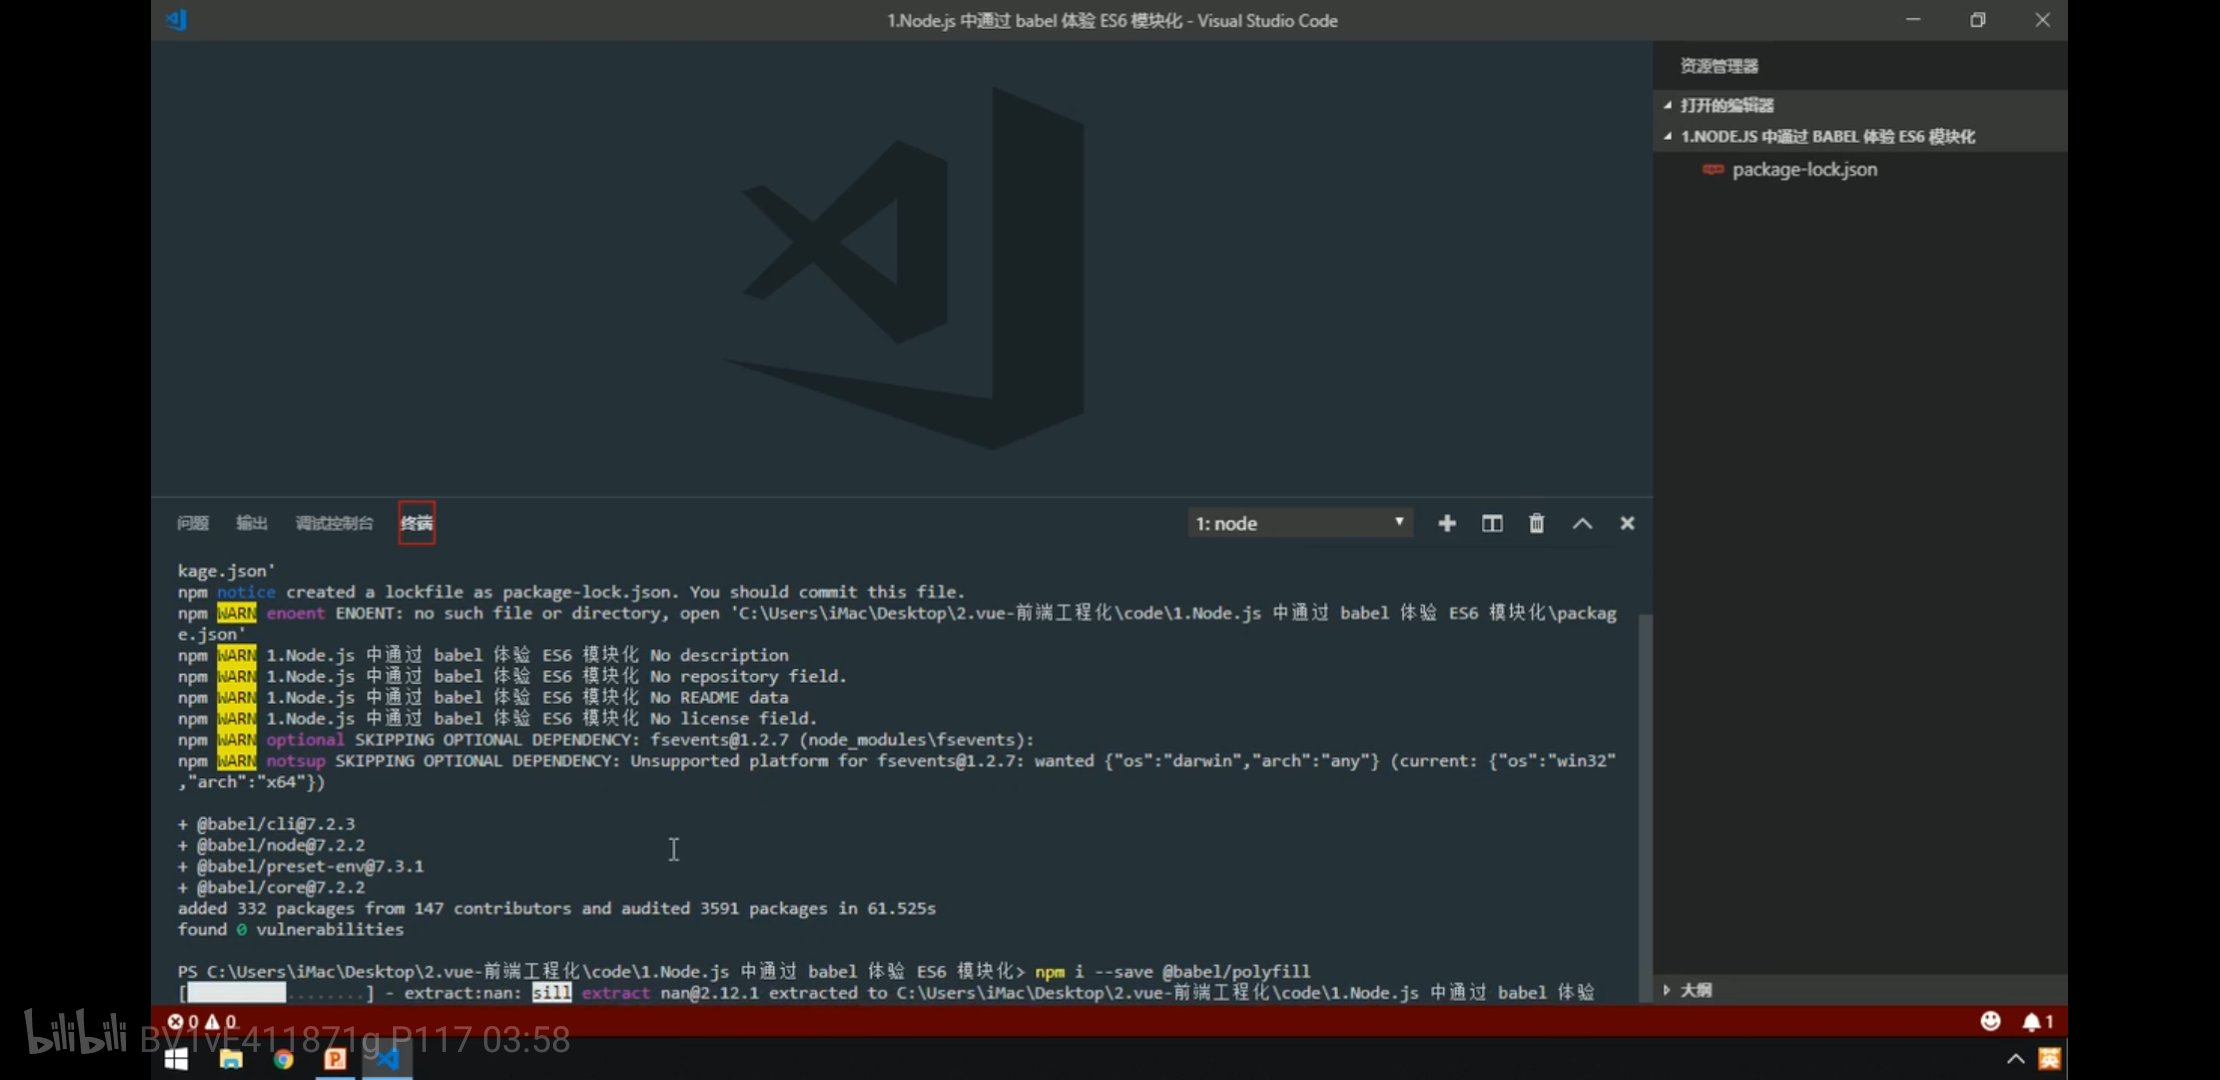 1.Node.js 中通过 babel 体验 ES6 模块化 - Visual Studio Code
资源管理器
打开的编辑器
1.NODE.JS 中通过 BABEL 体验 ES6 模块化
package-lock.json
问题 输出 调试控制台 终端 1: node
kage.json'
npm notice created a lockfile as package-lock.json. You should commit this file.
npm WARN enoent ENOENT: no such file or directory, open 'C:\Users\iMac\Desktop\2.vue-前端工程化\code\1.Node.js 中通过 babel 体验 ES6 模块化\packag
e.json'
npm WARN 1.Node.js 中通过 babel 体验 ES6 模块化 No description
npm WARN 1.Node.js 中通过 babel 体验 ES6 模块化 No repository field.
npm WARN 1.Node.js 中通过 babel 体验 ES6 模块化 No README data
npm WARN 1.Node.js 中通过 babel 体验 ES6 模块化 No license field.
npm WARN optional SKIPPING OPTIONAL DEPENDENCY: fsevents@1.2.7 (node_modules\fsevents):
npm WARN notsup SKIPPING OPTIONAL DEPENDENCY: Unsupported platform for fsevents@1.2.7: wanted {"os":"darwin","arch":"any"} (current: {"os":"win32"
,"arch":"x64"})
+ @babel/cli@7.2.3
+ @babel/node@7.2.2
+ @babel/preset-env@7.3.1
+ @babel/core@7.2.2
added 332 packages from 147 contributors and audited 3591 packages in 61.525s
found 0 vulnerabilities
PS C:\Users\iMac\Desktop\2.vue-前端工程化\code\1.Node.js 中通过 babel 体验 ES6 模块化> npm i --save @babel/polyfill
[ ........] - extract:nan: sill extract nan@2.12.1 extracted to C:\Users\iMac\Desktop\2.vue-前端工程化\code\1.Node.js 中通过 babel 体验
大纲
0 0
1
bilibili BV1vE411871g P117 03:58
英